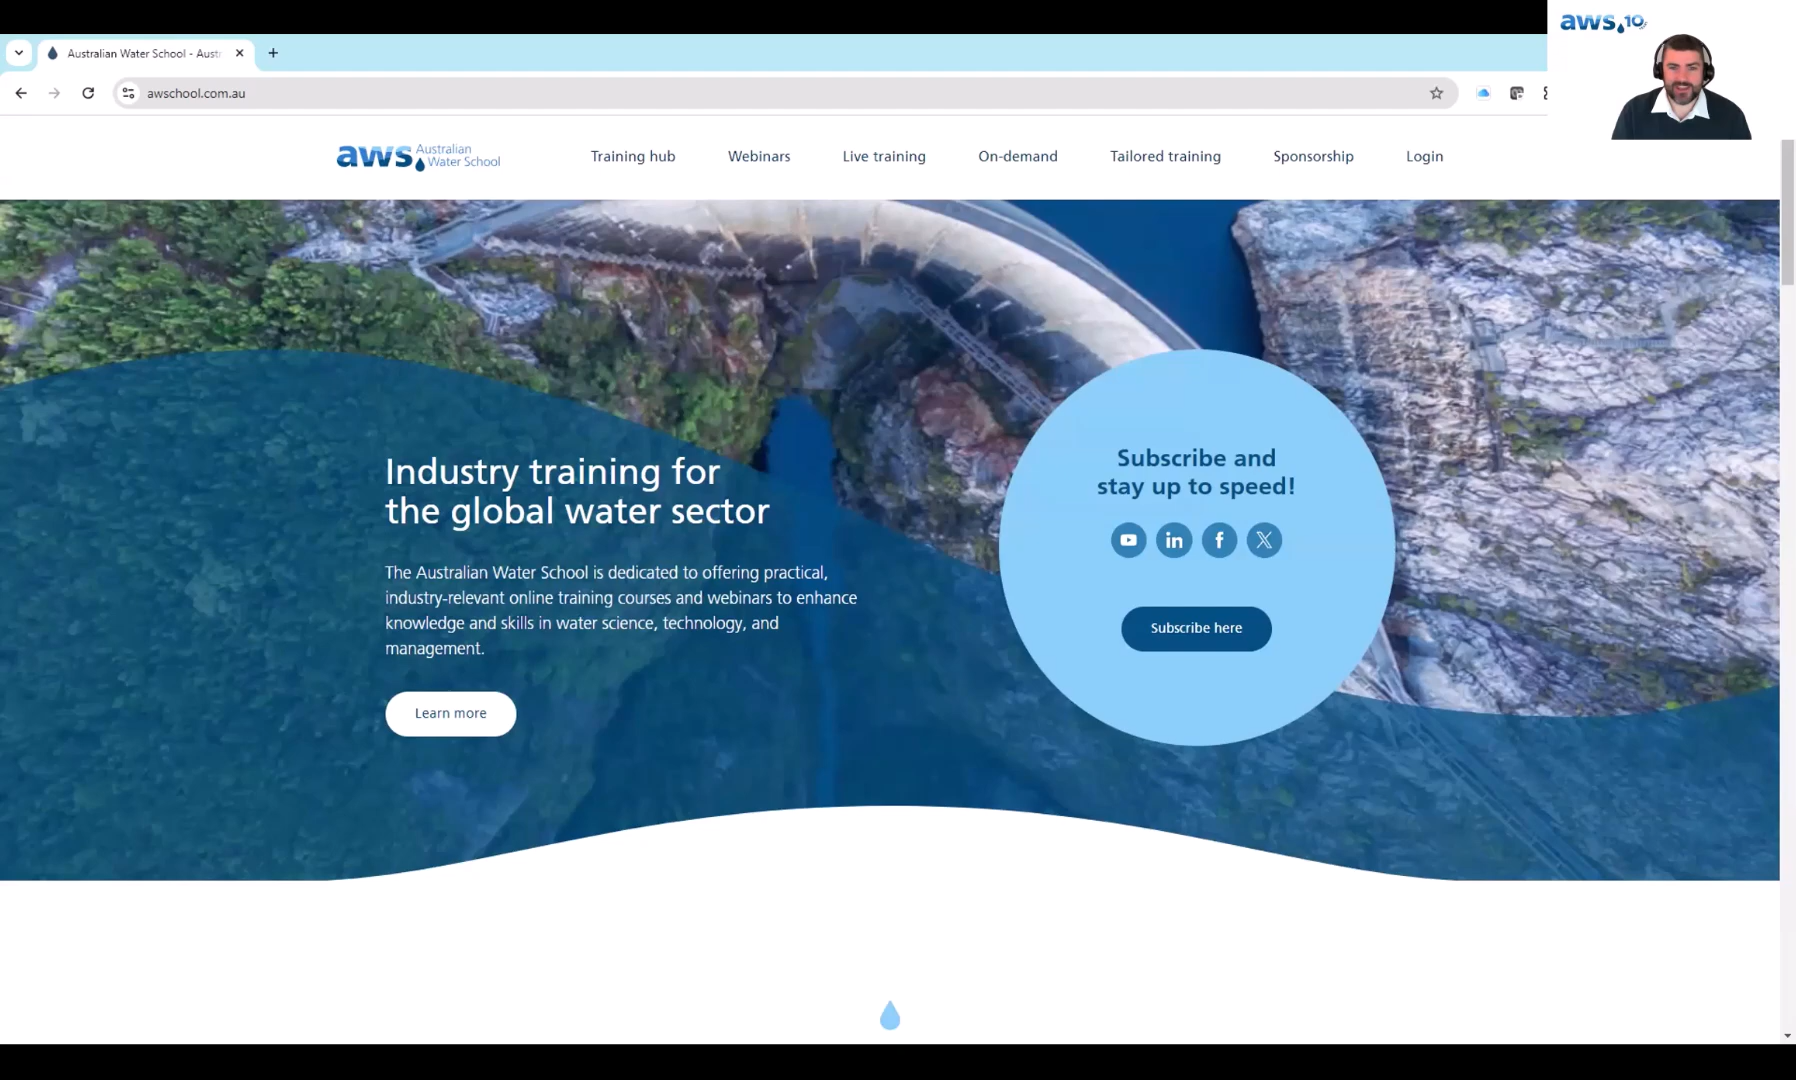 aws.10
Australian Water School - Aust
awschool.com.au
aws. Australian
Water School
Training hub
Webinars
Live training
On-demand
Tailored training
Sponsorship
Login
Industry training for
the global water sector
The Australian Water School is dedicated to offering practical,
industry-relevant online training courses and webinars to enhance
knowledge and skills in water science, technology, and
management.
Learn more
Subscribe and
stay up to speed!
Subscribe here